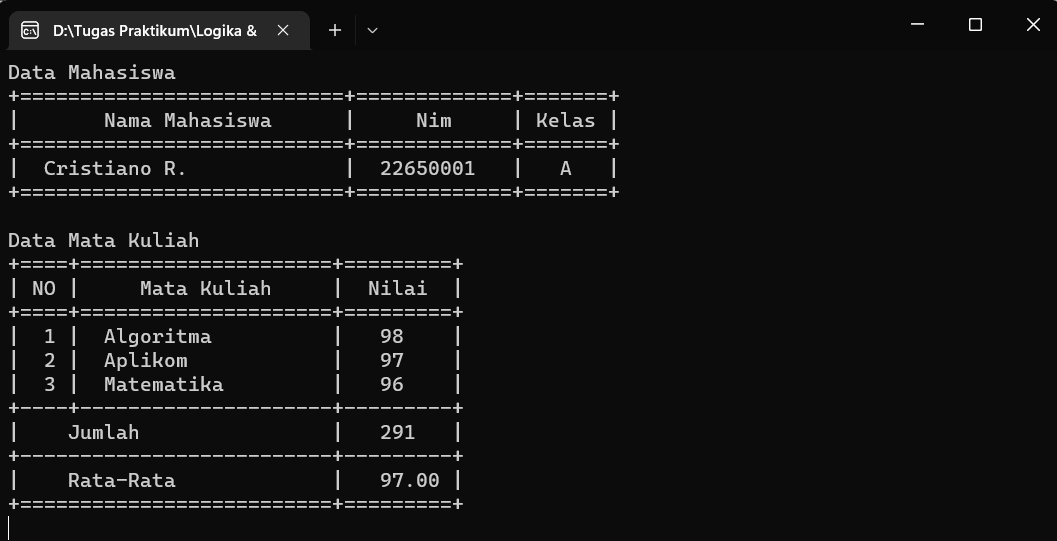 D:\Tugas Praktikum\Logika &
Data Mahasiswa
+===========================+=============+=======+
|       Nama Mahasiswa      |     Nim     | Kelas |
+===========================+=============+=======+
|  Cristiano R.             |  22650001   |   A   |
+===========================+=============+=======+
Data Mata Kuliah
+====+=====================+=========+
| NO |     Mata Kuliah     |  Nilai  |
+====+=====================+=========+
|  1 |  Algoritma          |   98    |
|  2 |  Aplikom            |   97    |
|  3 |  Matematika         |   96    |
+----+---------------------+---------+
|    Jumlah                |   291   |
+--------------------------+---------+
|    Rata-Rata             |   97.00 |
+==========================+=========+